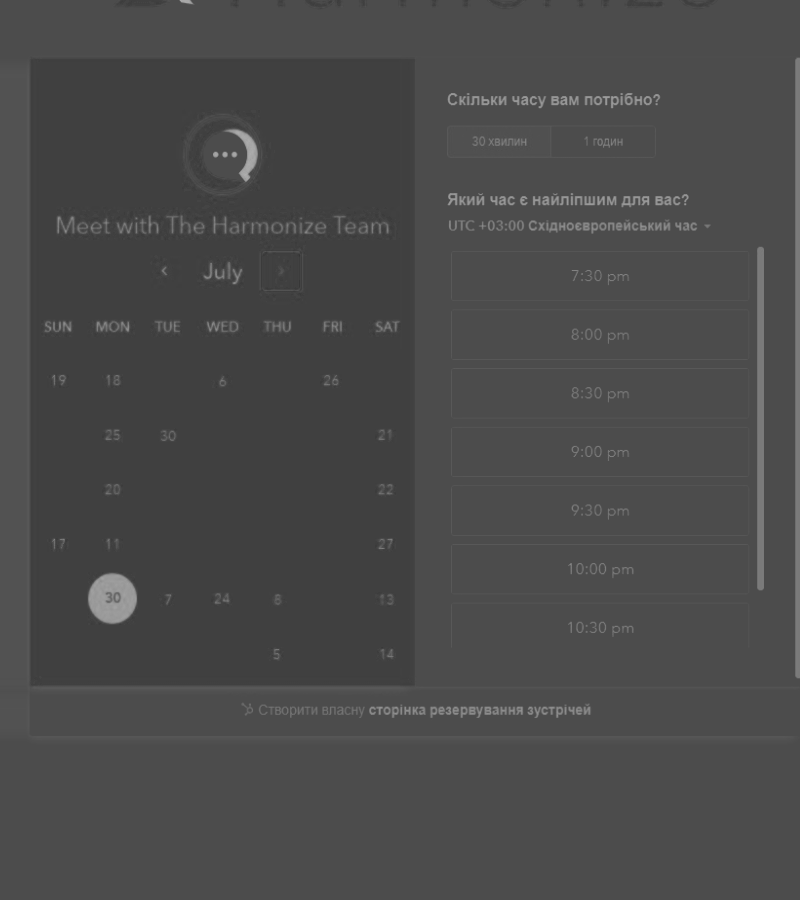 Harmonize
Meet with The Harmonize Team
July
SUN MON TUE WED THU FRI SAT
19 18 6 26
25 30 21
20 22
17 11 27
30 7 24 8 13
5 14
Скільки часу вам потрібно?
30 хвилин 1 годин
Який час є найліпшим для вас?
UTC +03:00 Східноєвропейський час
7:30 pm
8:00 pm
8:30 pm
9:00 pm
9:30 pm
10:00 pm
10:30 pm
Створити власну сторінка резервування зустрічей